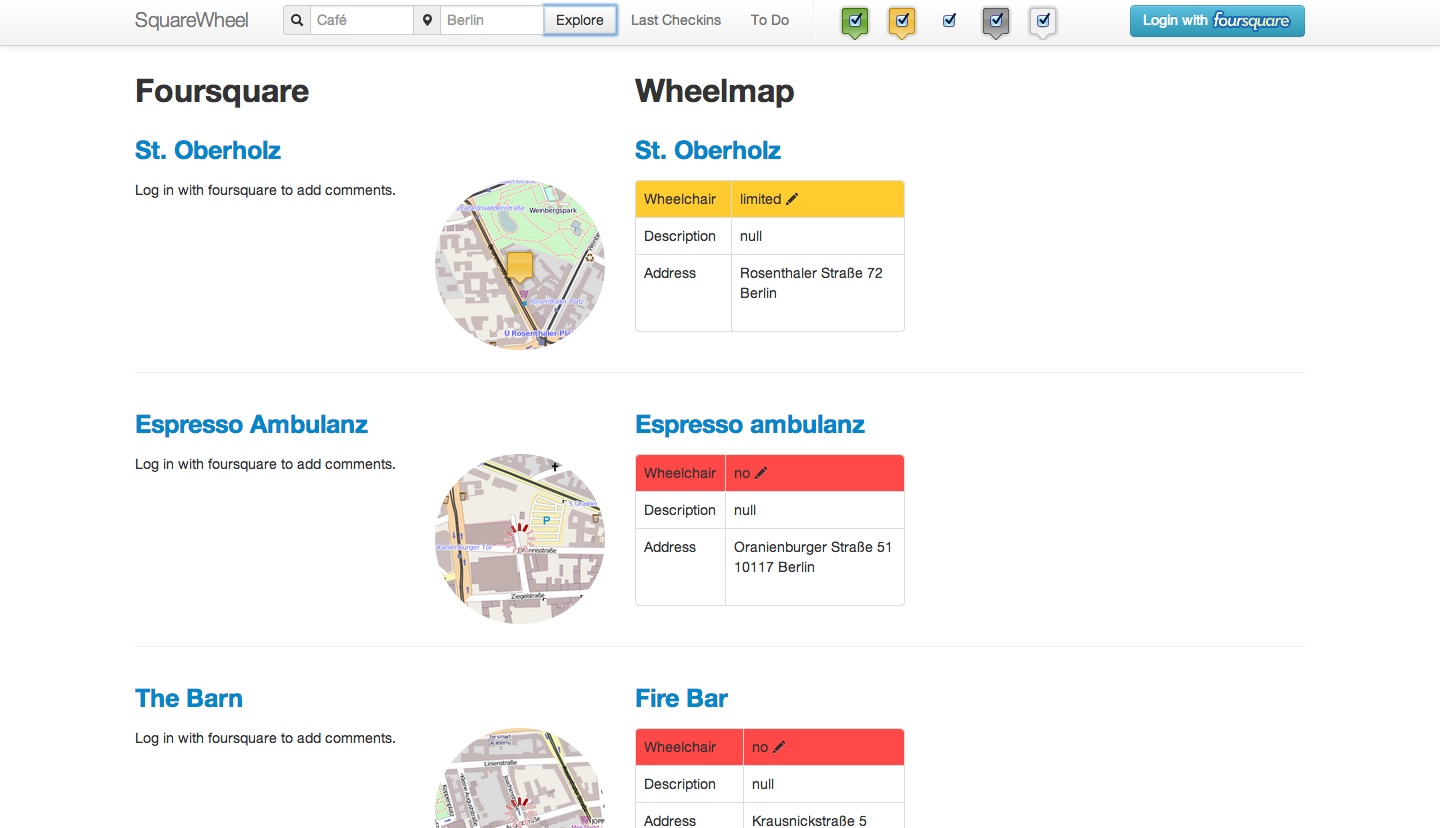 SquareWheel
Café
Berlin
Explore
Last Checkins
To Do
Login with foursquare
Foursquare
Wheelmap
St. Oberholz
St. Oberholz
Log in with foursquare to add comments.
Weinbergspark
Rosenthaler Platz
U Rosenthaler Pla
Wheelchair limited
Description null
Address Rosenthaler Straße 72
Berlin
Espresso Ambulanz
Espresso ambulanz
Log in with foursquare to add comments.
P
Oranienburger Tor
Ziegelstraße
Wheelchair no
Description null
Address Oranienburger Straße 51
10117 Berlin
The Barn
Fire Bar
Log in with foursquare to add comments.
be smart
academy
Linienstraße
Wheelchair no
Description null
Address Krausnickstraße 5